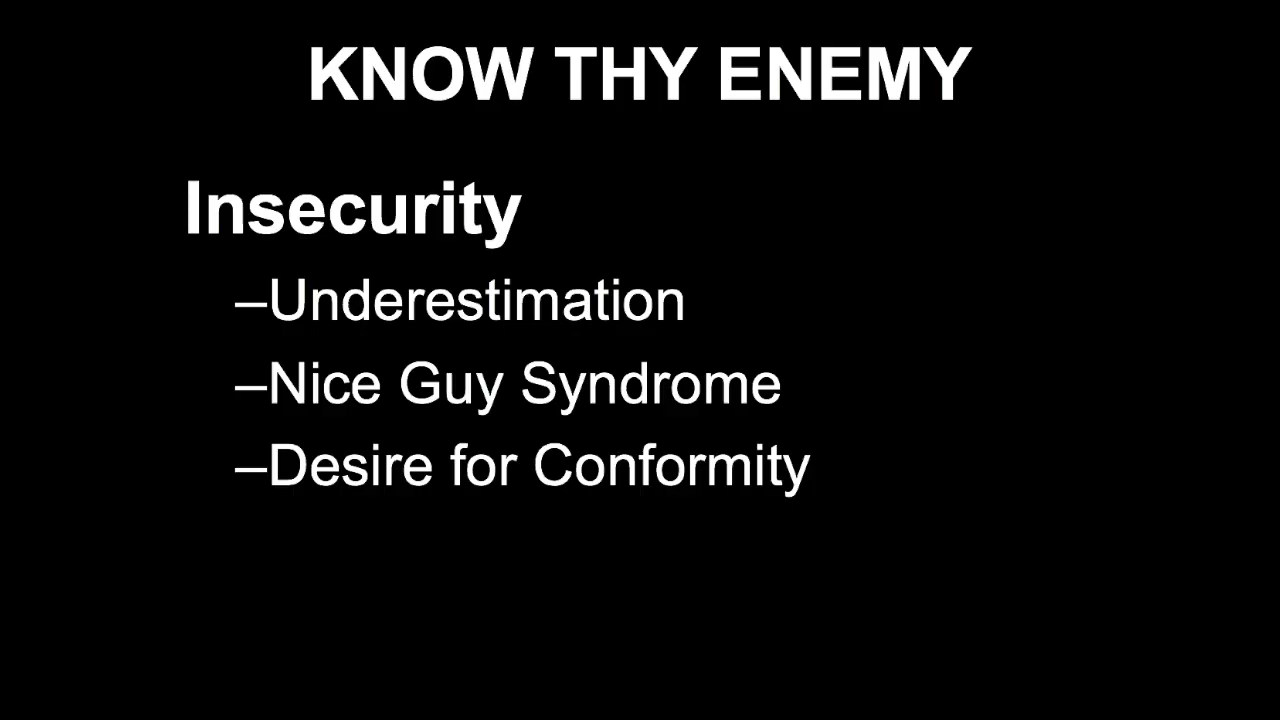 KNOW THY ENEMY
Insecurity
–Underestimation
–Nice Guy Syndrome
–Desire for Conformity